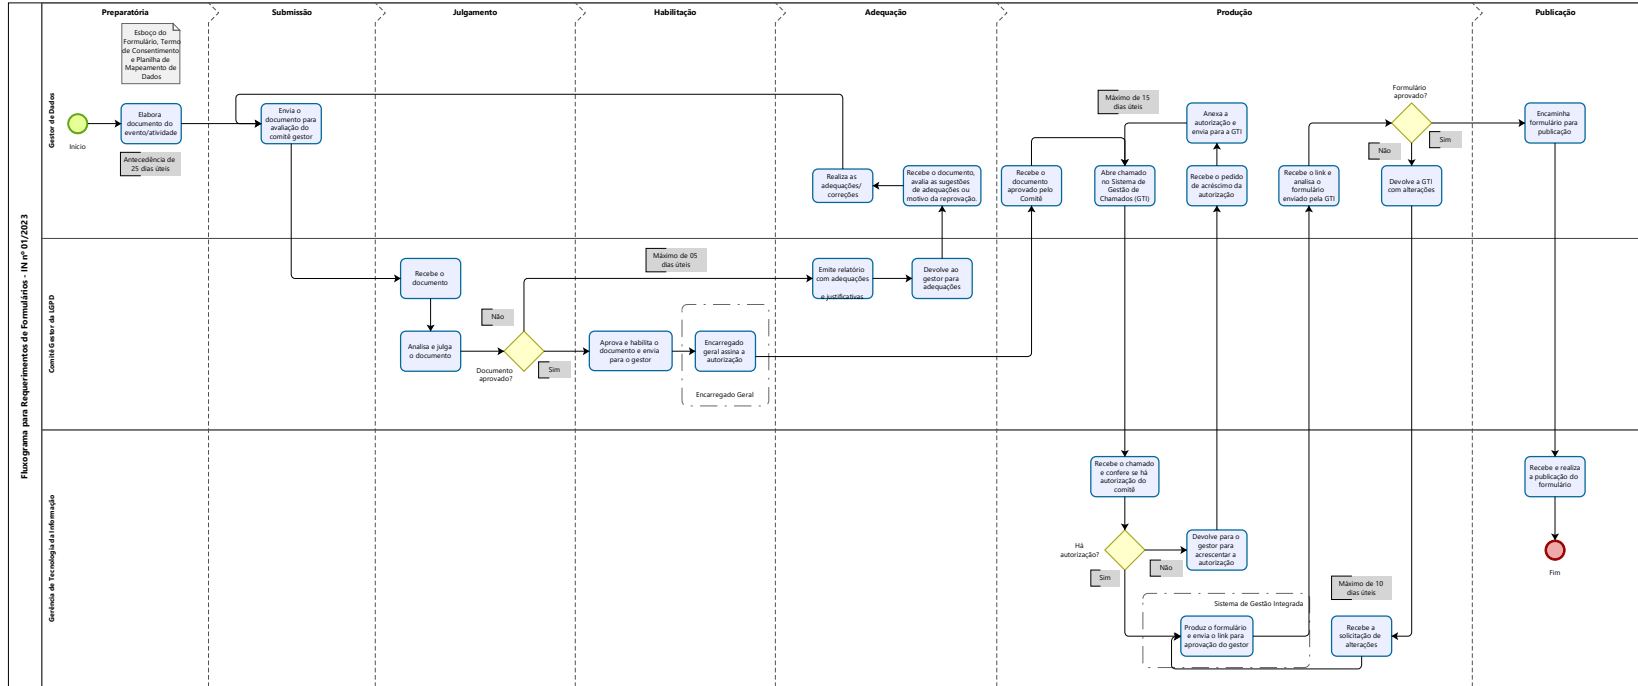 Preparatória
Submissão
Julgamento
Habilitação
Adequação
Produção
Publicação
Fluxograma para Requerimentos de Formulários - IN nº 01/2023
Gestor de Dados
Esboço do
Formulário, Termo
de Consentimento
e Planilha de
Mapeamento de
Dados
Início
Elabora
documento do
evento/atividade
Antecedência de
25 dias úteis
Envia o
documento para
avaliação do
comitê gestor
Realiza as
adequações/
correções
Recebe o documento,
avalia as sugestões
de adequações ou
motivo da reprovação.
Recebe o
documento
aprovado pelo
Comitê
Máximo de 15
dias úteis
Abre chamado
no Sistema de
Gestão de
Chamados (GTI)
Anexa a
autorização e
envia para a GTI
Recebe o pedido
de acréscimo da
autorização
Recebe o link e
analisa o
formulário
enviado pela GTI
Formulário
aprovado?
Não
Sim
Devolve a GTI
com alterações
Encaminha
formulário para
publicação
Comitê Gestor da LGPD
Recebe o
documento
Analisa e julga
o documento
Não
Documento
aprovado?
Sim
Aprova e habilita o
documento e envia
para o gestor
Máximo de 05
dias úteis
Encarregado
geral assina a
autorização
Encarregado Geral
Emite relatório
com adequações
e justificativas
Devolve ao
gestor para
adequações
Gerência de Tecnologia da Informação
Recebe o chamado
e confere se há
autorização do
comitê
Há
autorização?
Sim
Não
Devolve para o
gestor para
acrescentar a
autorização
Sistema de Gestão Integrada
Produz o formulário
e envia o link para
aprovação do gestor
Máximo de 10
dias úteis
Recebe a
solicitação de
alterações
Recebe e realiza
a publicação do
formulário
Fim